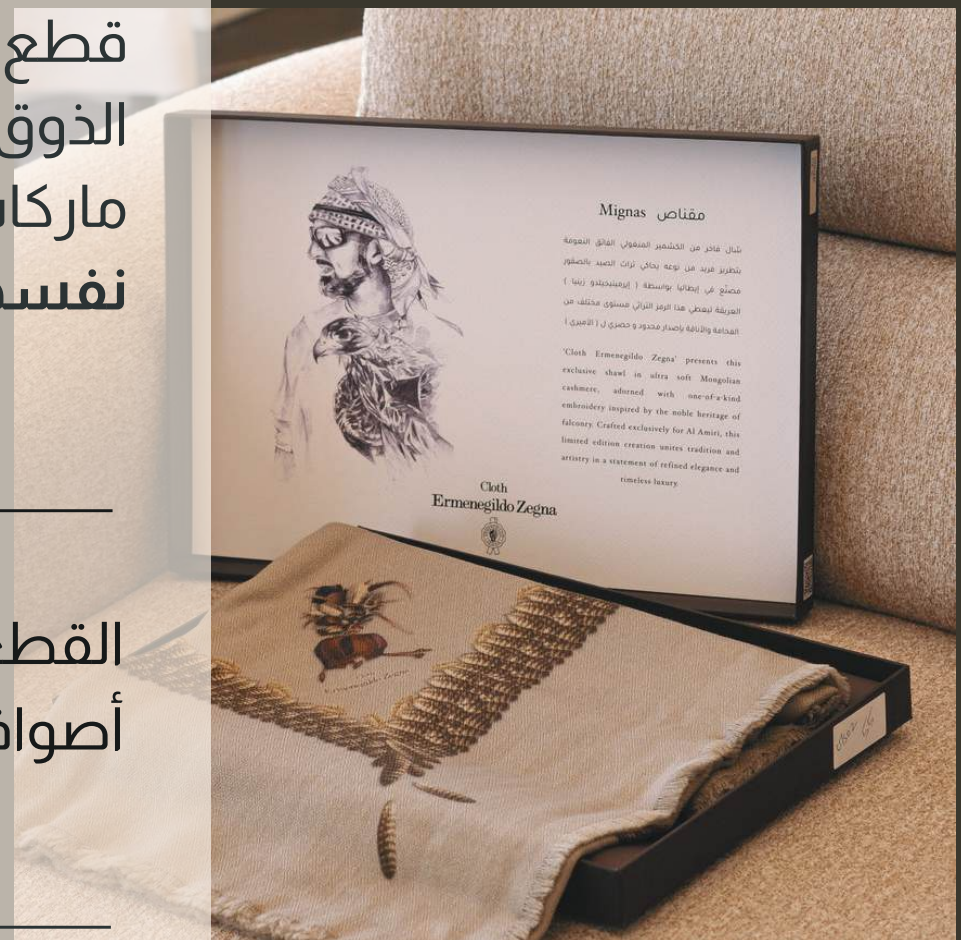 قطع
الذوق
نفس
القطع
مقناص Mignas
شال فاخر من الكشمير المنغولي الفائق النعومة
بتطريز فريد من نوعه يحاكي تراث الصيد بالصقور
مصنّع في إيطاليا بواسطة ( إيرمينيجيلدو زينيا )
العريقة ليعطي هذا الرمز التراثي مستوى مختلف من
الفخامة والأناقة بإصدار محدود و حصري ل ( الأميري )
'Cloth Ermenegildo Zegna' presents this
exclusive shawl in ultra soft Mongolian
cashmere, adorned with one-of-a-kind
embroidery inspired by the noble heritage of
falconry. Crafted exclusively for Al Amiri, this
limited edition creation unites tradition and
artistry in a statement of refined elegance and
timeless luxury.
Cloth
Ermenegildo Zegna
Ermenegildo Zegna